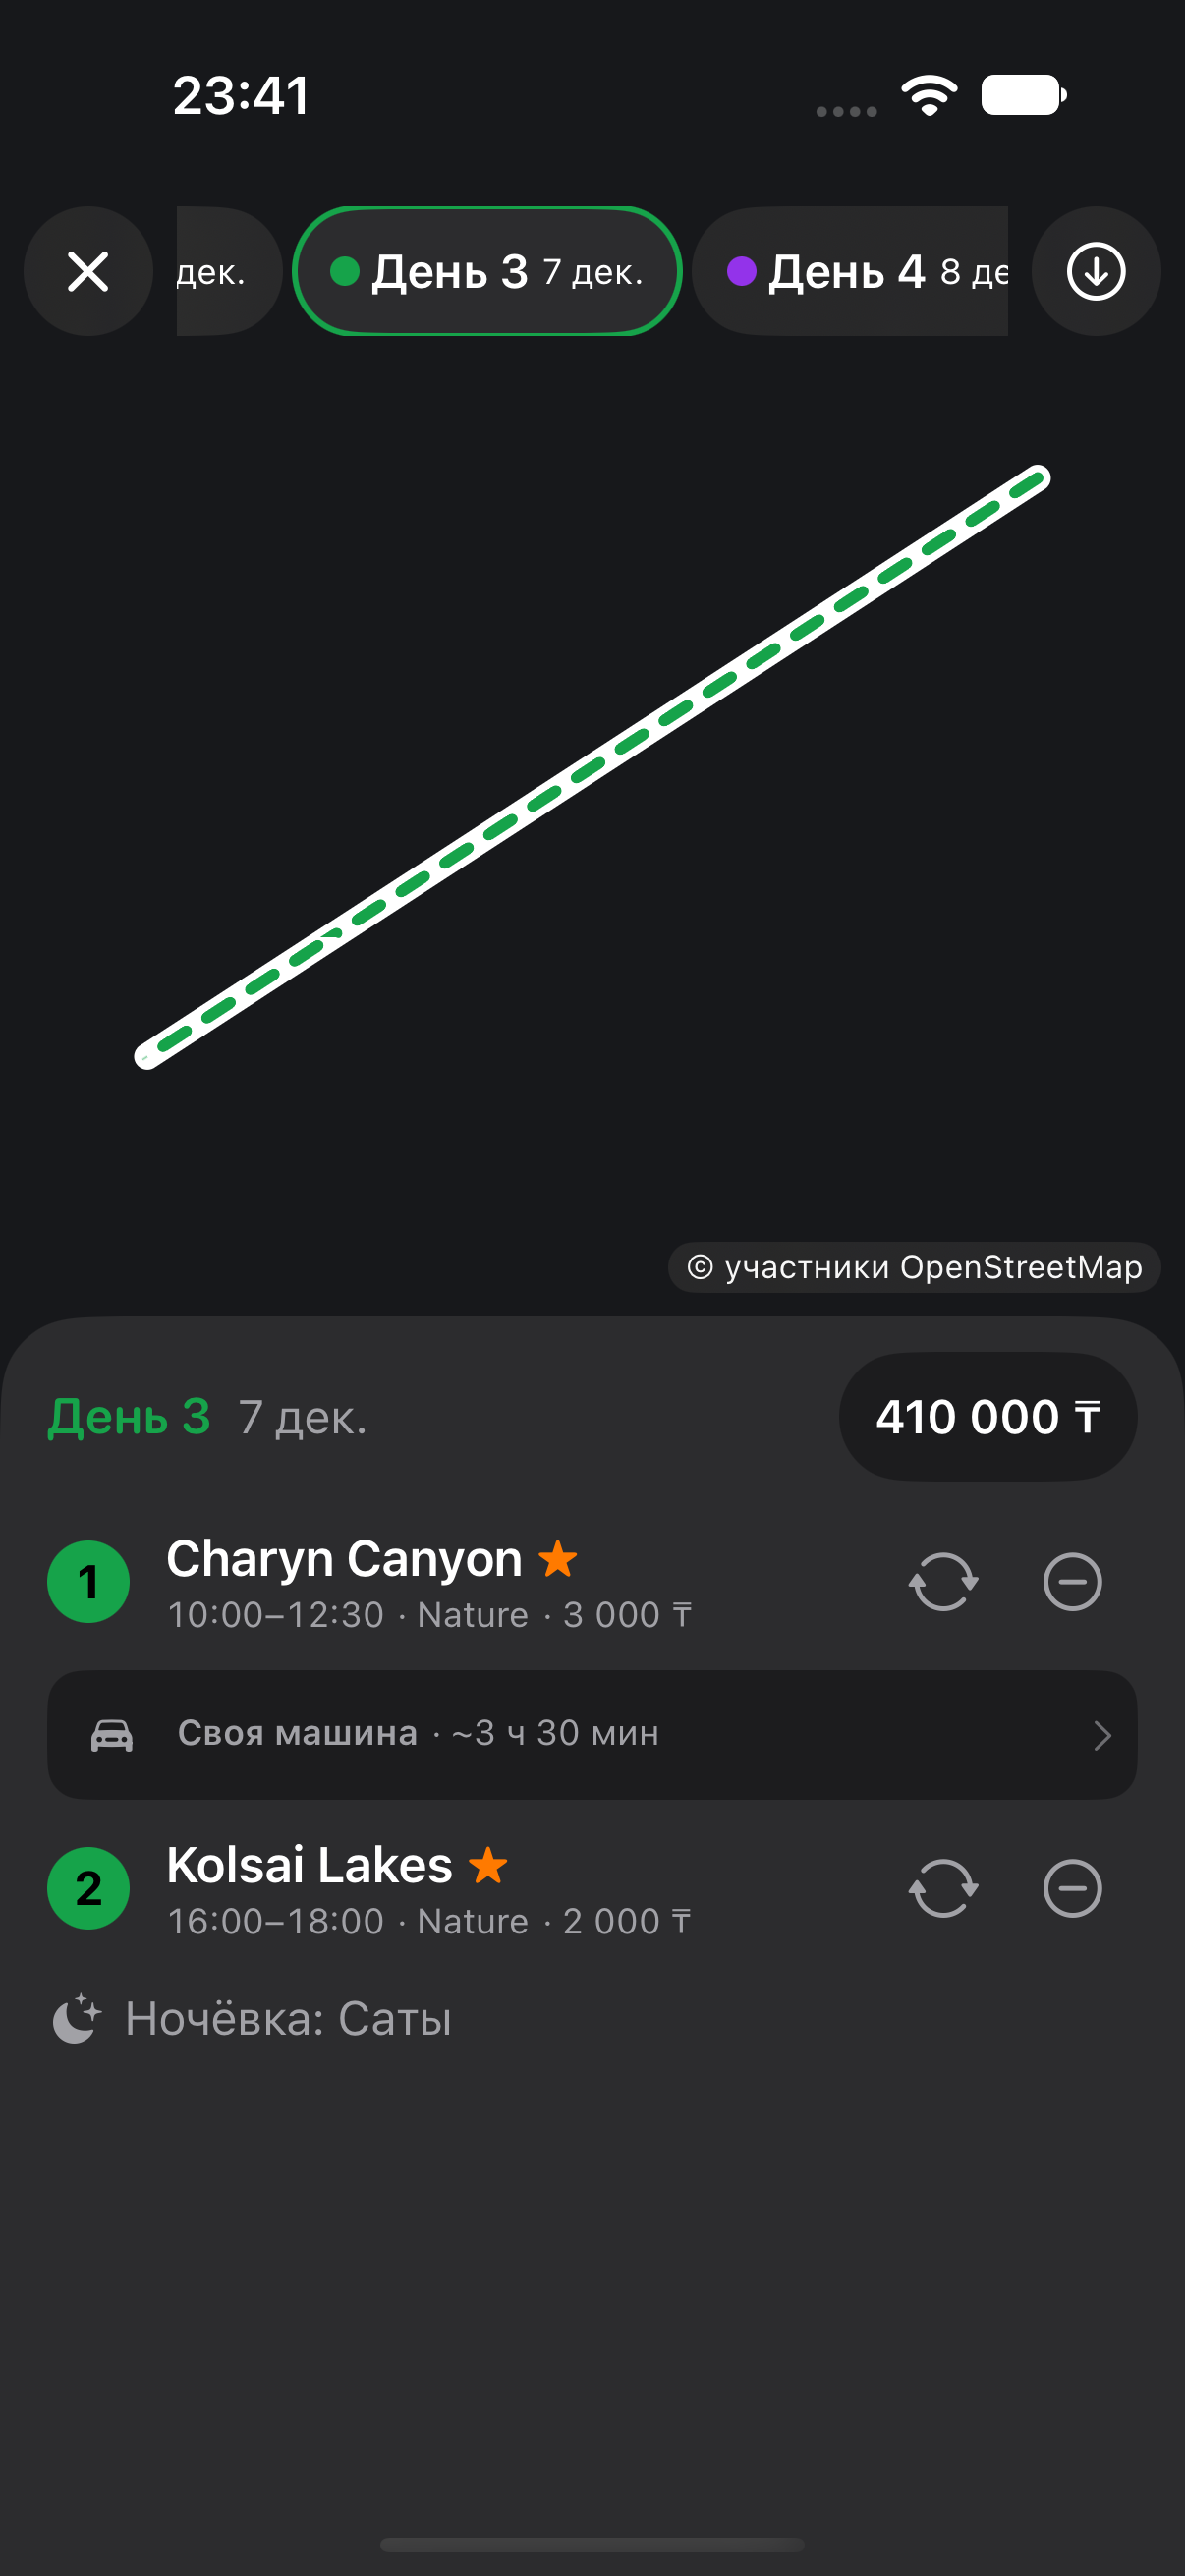 23:41
дек.
День 3 7 дек.
День 4 8 де
© участники OpenStreetMap
День 3 7 дек.
410 000 ₸
1
Charyn Canyon
10:00–12:30 · Nature · 3 000 ₸
Своя машина · ~3 ч 30 мин
2
Kolsai Lakes
16:00–18:00 · Nature · 2 000 ₸
Ночёвка: Саты